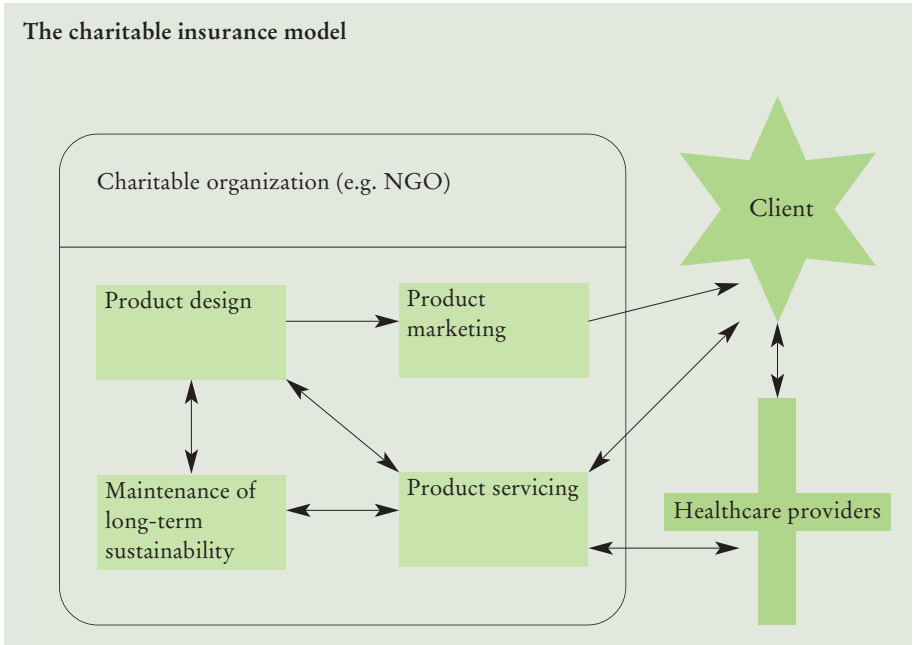 The charitable insurance model
Charitable organization (e.g. NGO)
Client
Product design
Product
marketing
Maintenance of
long-term
sustainability
Product servicing
Healthcare providers